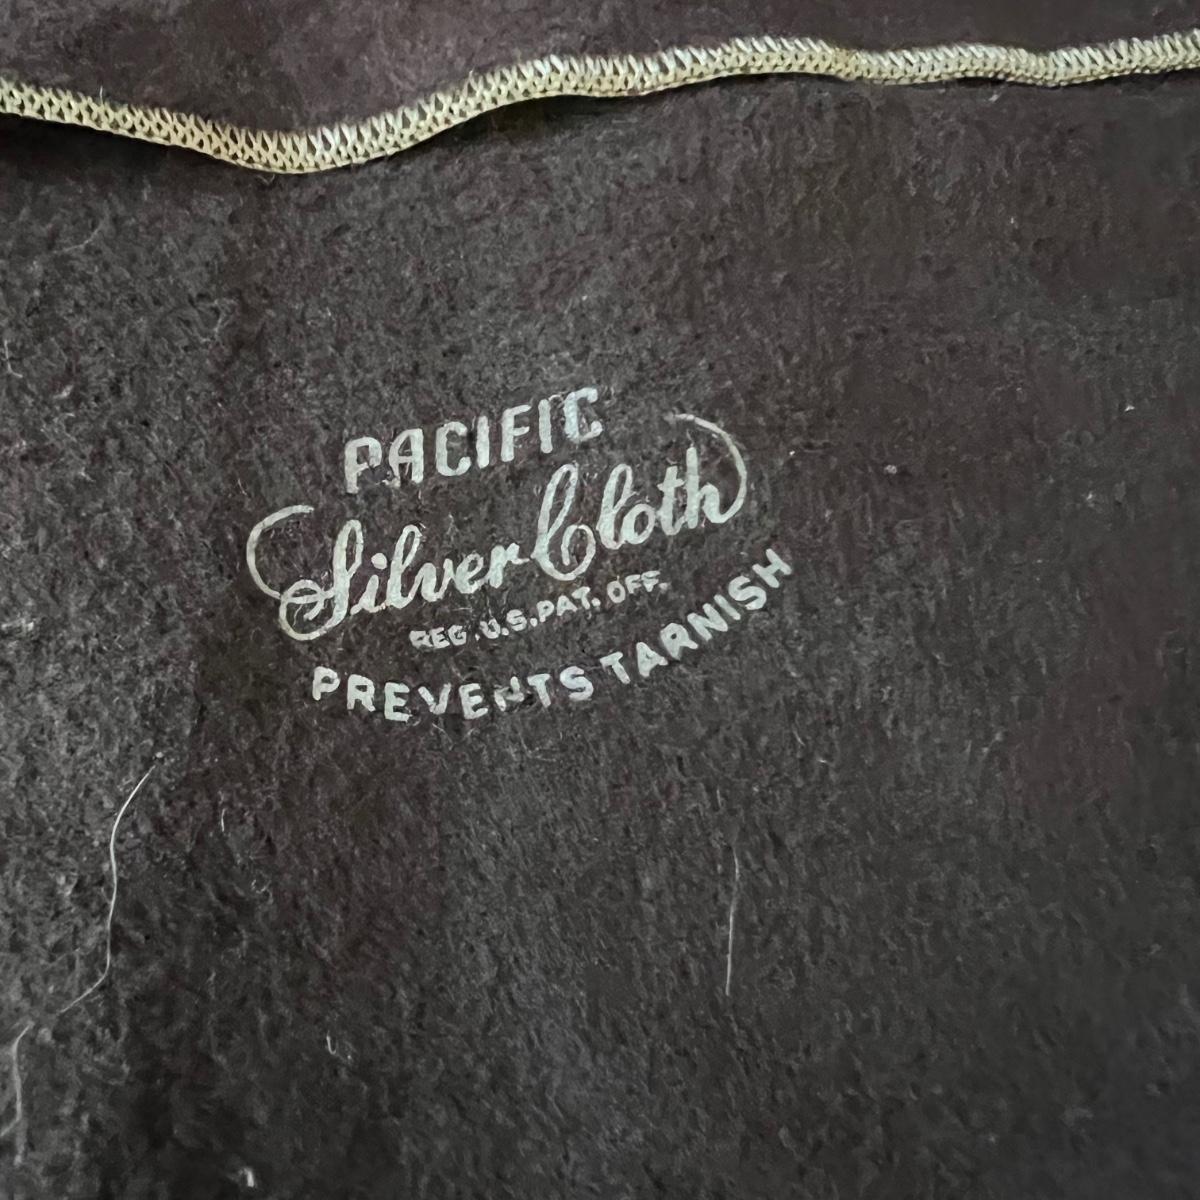 PACIFIC
Silver Cloth
REG. U.S. PAT. OFF.
PREVENTS TARNISH